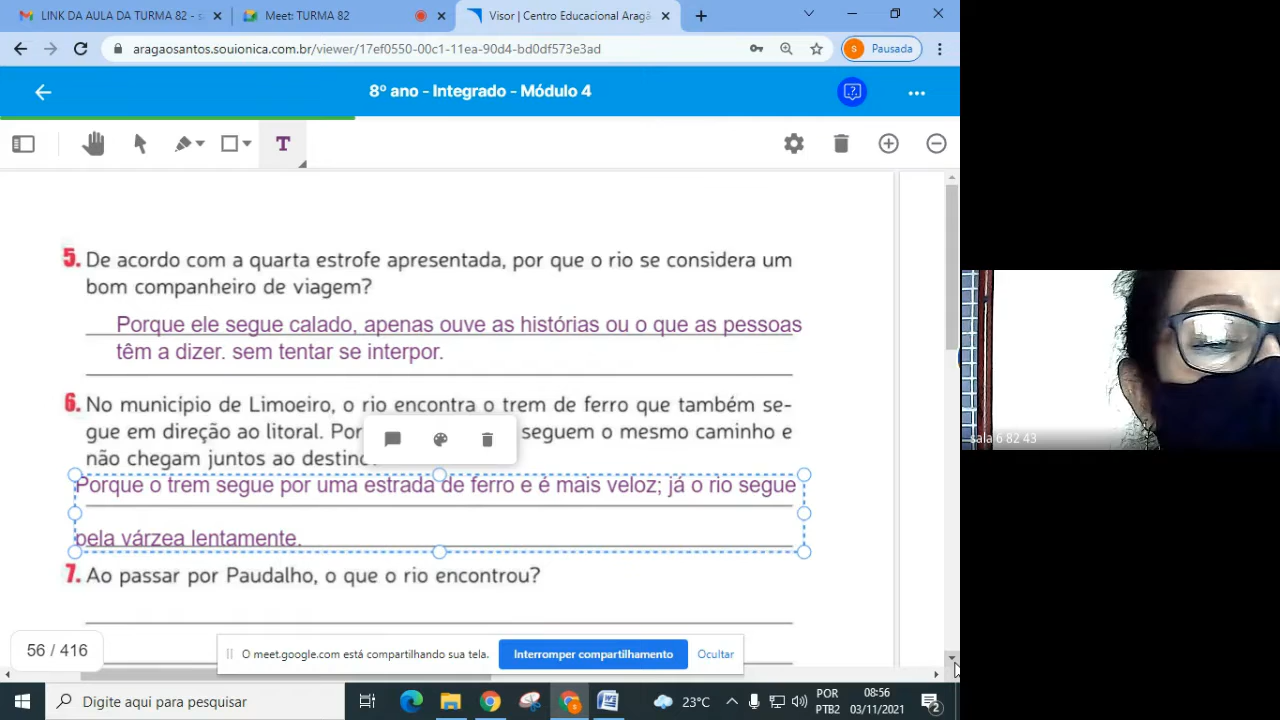 LINK DA AULA DA TURMA 82 - s
Meet: TURMA 82
Visor | Centro Educacional Aragã
aragaosantos.souionica.com.br/viewer/17ef0550-00c1-11ea-90d4-bd0df573e3ad
S Pausada
8º ano - Integrado - Módulo 4
T
5. De acordo com a quarta estrofe apresentada, por que o rio se considera um
bom companheiro de viagem?
Porque ele segue calado, apenas ouve as histórias ou o que as pessoas
têm a dizer. sem tentar se interpor.
6. No município de Limoeiro, o rio encontra o trem de ferro que também se-
gue em direção ao litoral. Por seguem o mesmo caminho e
não chegam juntos ao destino
Porque o trem segue por uma estrada de ferro e é mais veloz; já o rio segue
pela várzea lentamente.
7. Ao passar por Paudalho, o que o rio encontrou?
56 / 416
O meet.google.com está compartilhando sua tela.
Interromper compartilhamento
Ocultar
sala 6 82 43
Digite aqui para pesquisar
23°C
POR
PTB2
08:56
03/11/2021
2